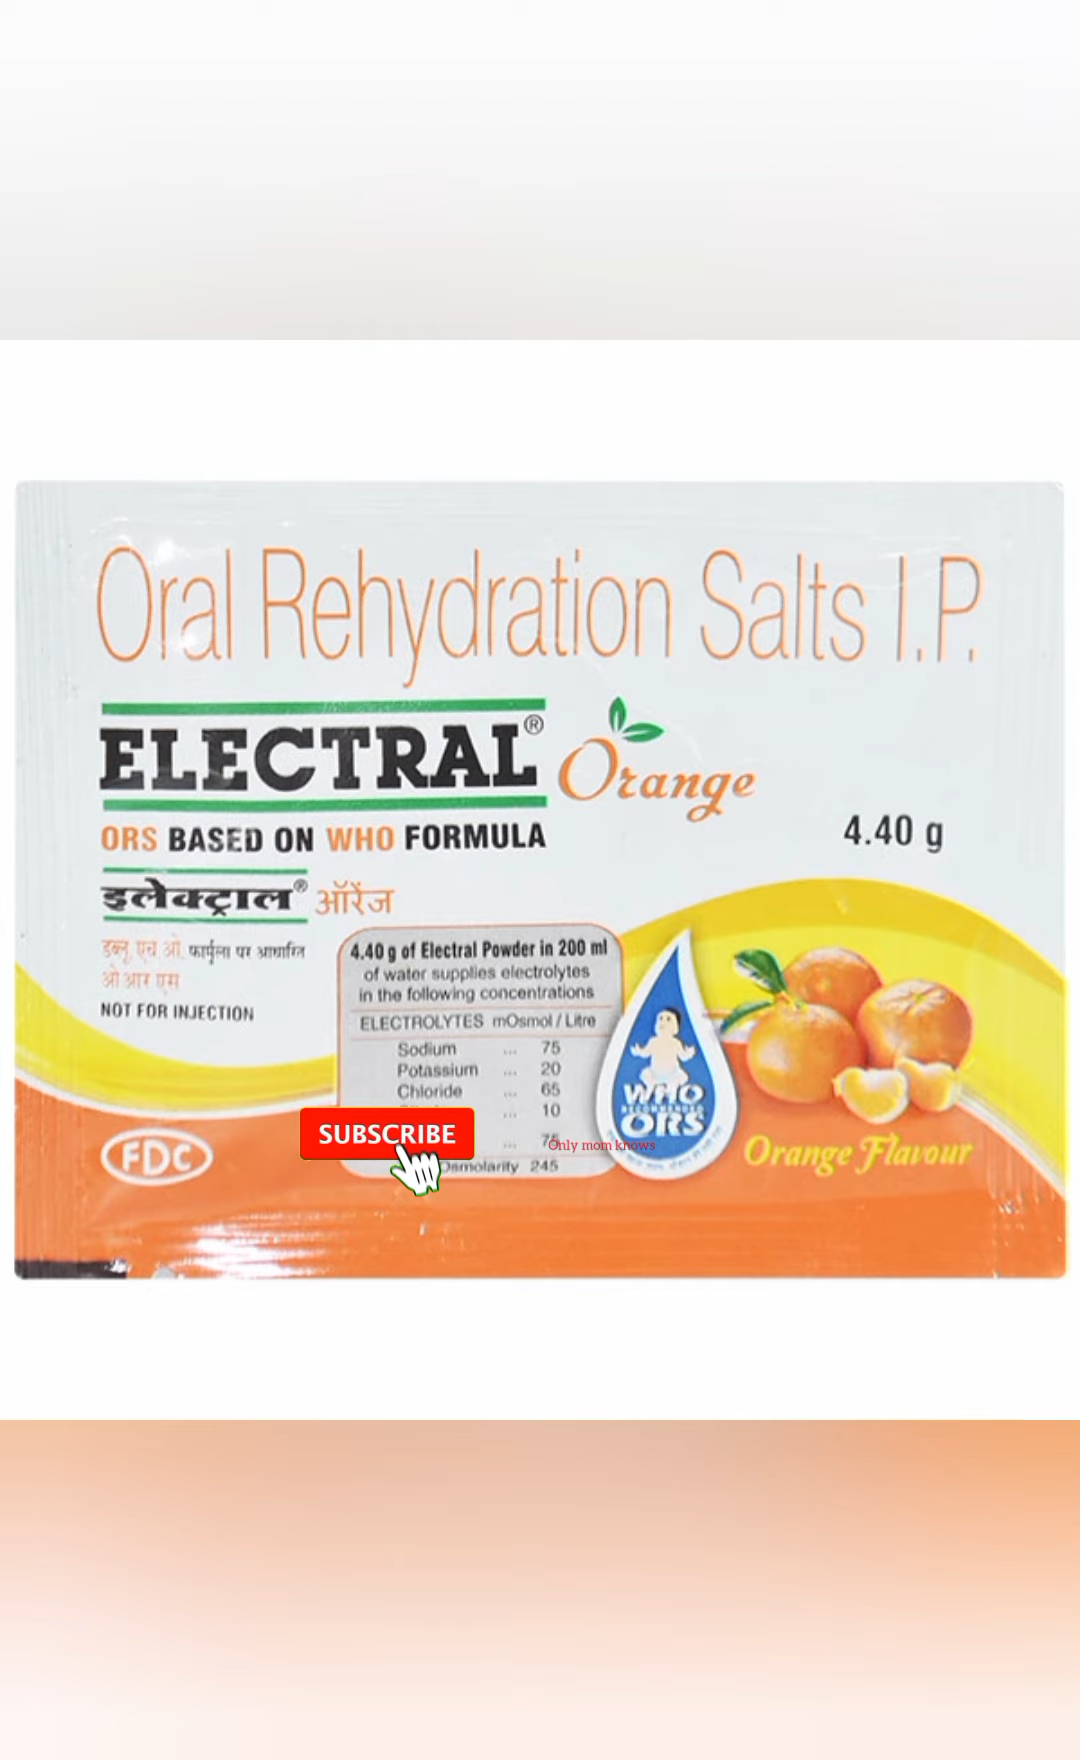 Oral Rehydration Salts I.P.
ELECTRAL® Orange
ORS BASED ON WHO FORMULA
4.40 g
इलेक्ट्राल® ऑरेंज
डब्लू. एच. ओ. फार्मूला पर आधारित
ओ आर एस
NOT FOR INJECTION
4.40 g of Electral Powder in 200 ml
of water supplies electrolytes
in the following concentrations
ELECTROLYTES mOsmol / Litre
Sodium ... 75
Potassium ... 20
Chloride ... 65
... 10
... 75
Osmolarity 245
SUBSCRIBE
Only mom knows
WHO
RECOMMENDED
ORS
FDC
Orange Flavour